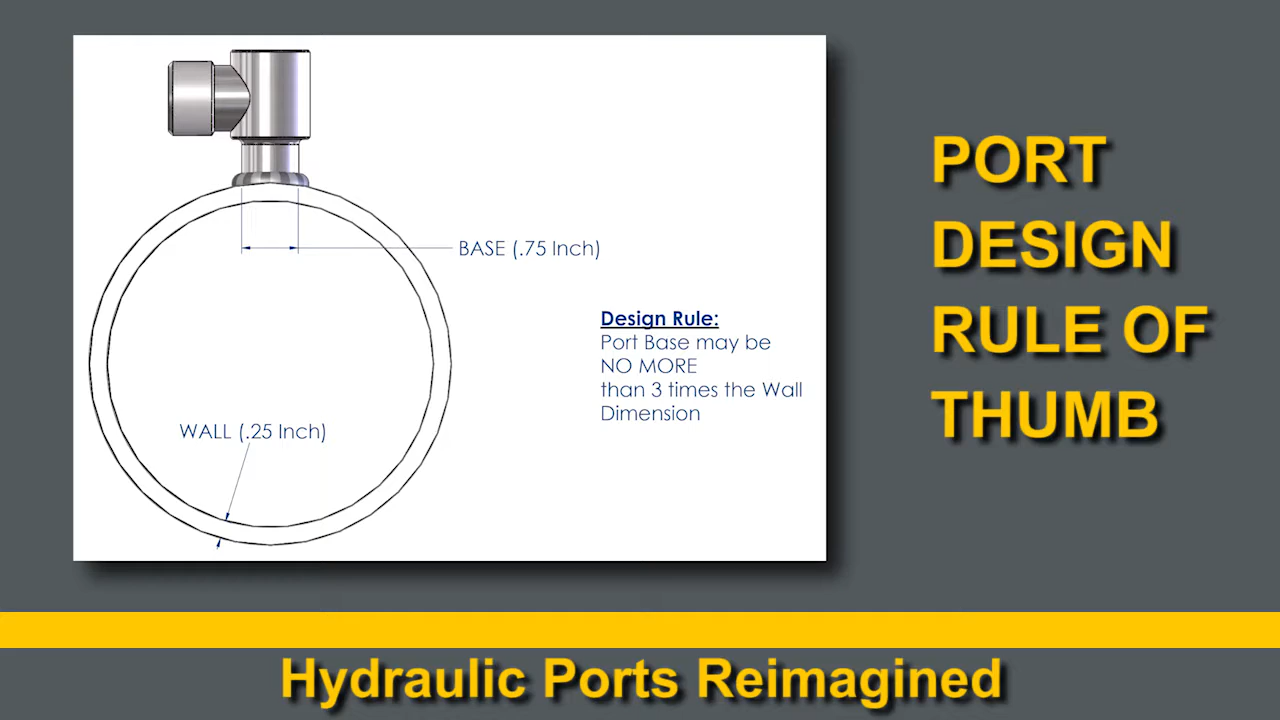 BASE (.75 Inch)
Design Rule:
Port Base may be
NO MORE
than 3 times the Wall
Dimension
WALL (.25 Inch)
PORT
DESIGN
RULE OF
THUMB
Hydraulic Ports Reimagined